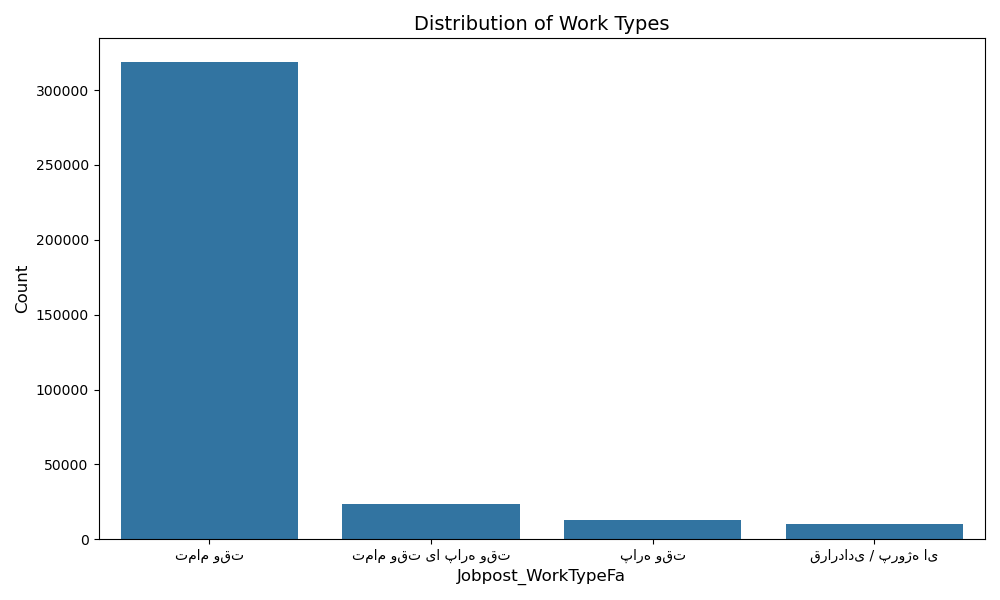 Distribution of Work Types
Count
300000
250000
200000
150000
100000
50000
0
تمام وقت
تمام وقت یا پاره وقت
پاره وقت
قراردادی / پروژه ای
Jobpost_WorkTypeFa